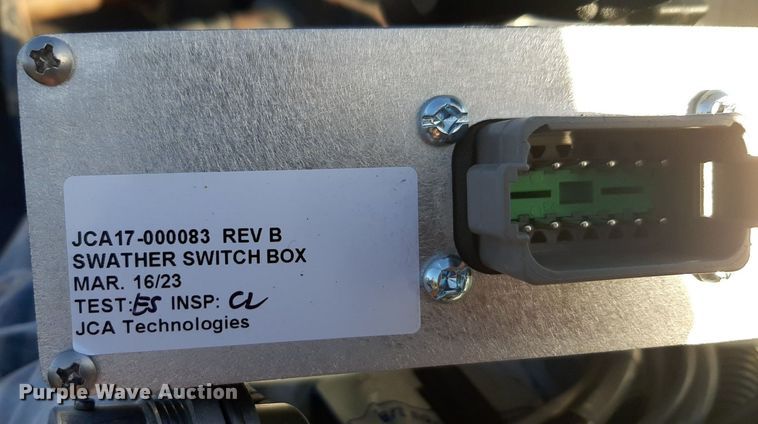 JCA17-000083 REV B
SWATHER SWITCH BOX
MAR. 16/23
TEST: ES INSP: CL
JCA Technologies
Purple Wave Auction